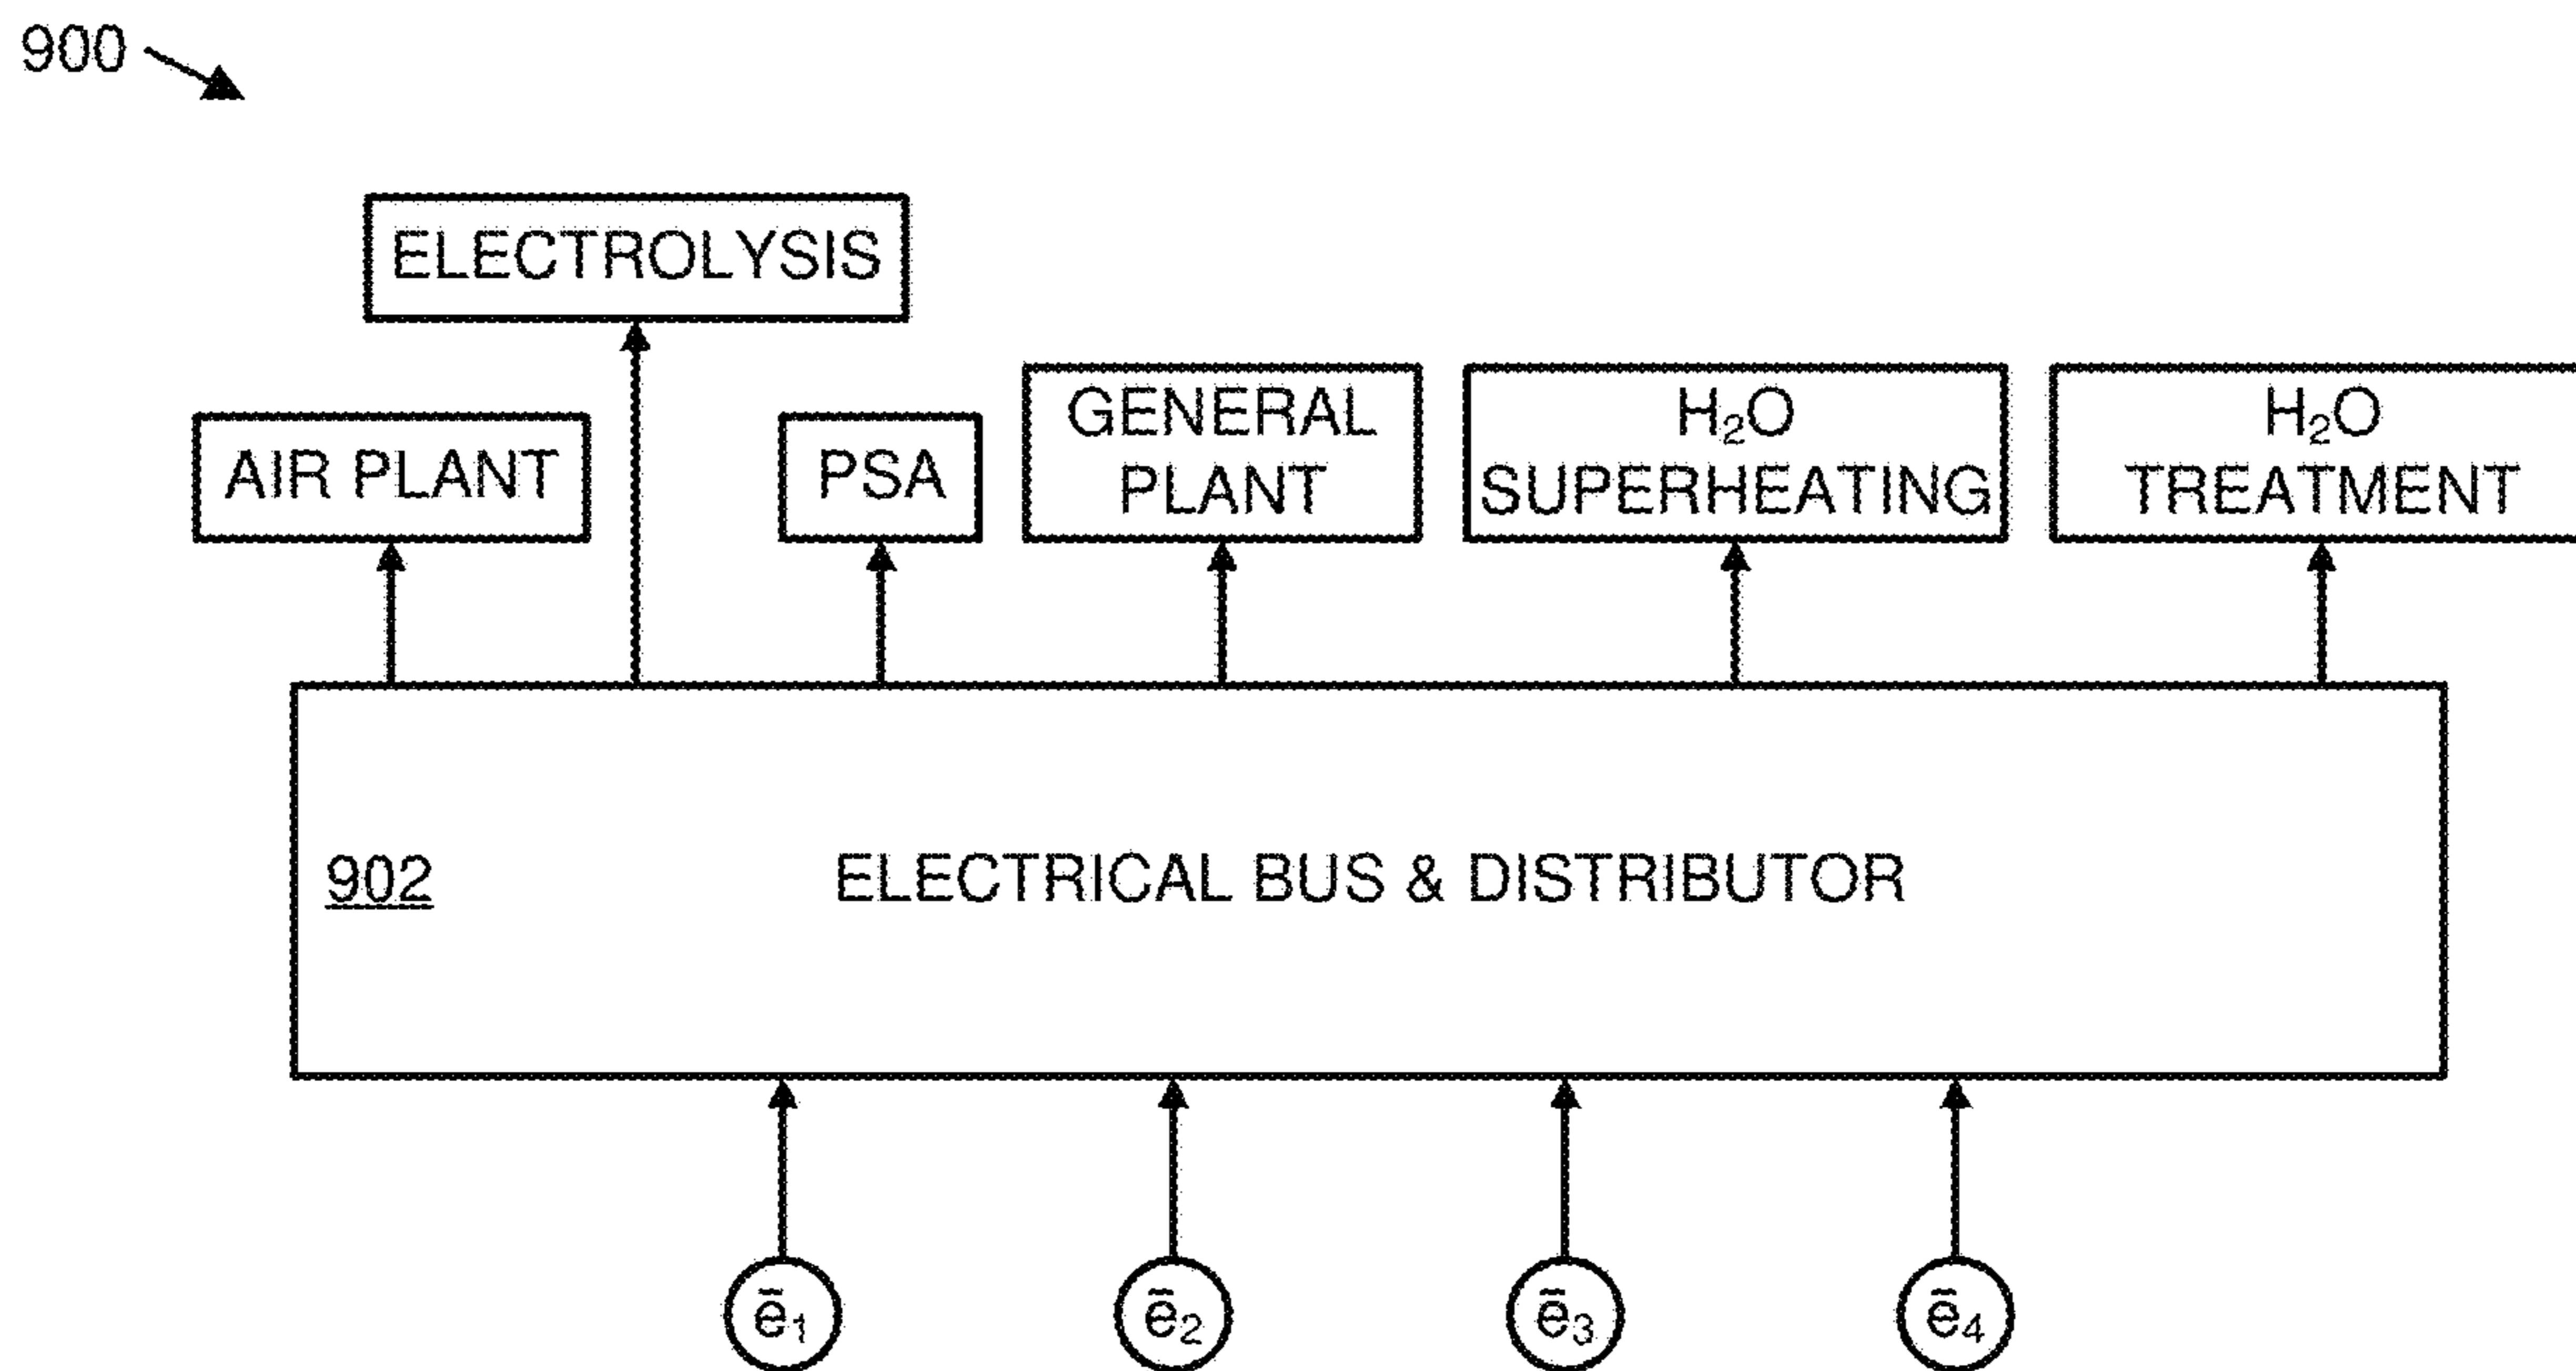 900
ELECTROLYSIS
AIR PLANT
PSA
GENERAL
PLANT
H₂O
SUPERHEATING
H₂O
TREATMENT
902
ELECTRICAL BUS & DISTRIBUTOR
ē₁
ē₂
ē₃
ē₄